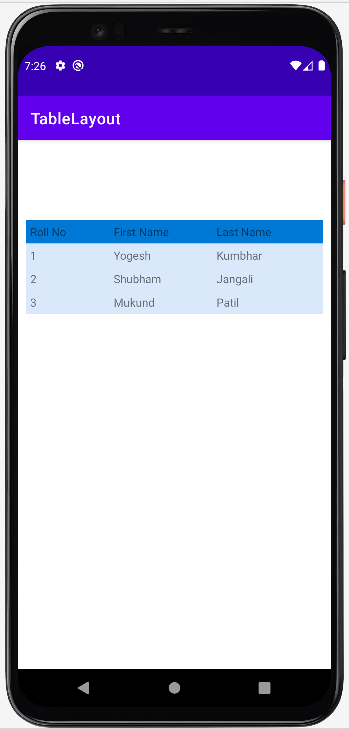 7:26
TableLayout
Roll No First Name Last Name
1 Yogesh Kumbhar
2 Shubham Jangali
3 Mukund Patil